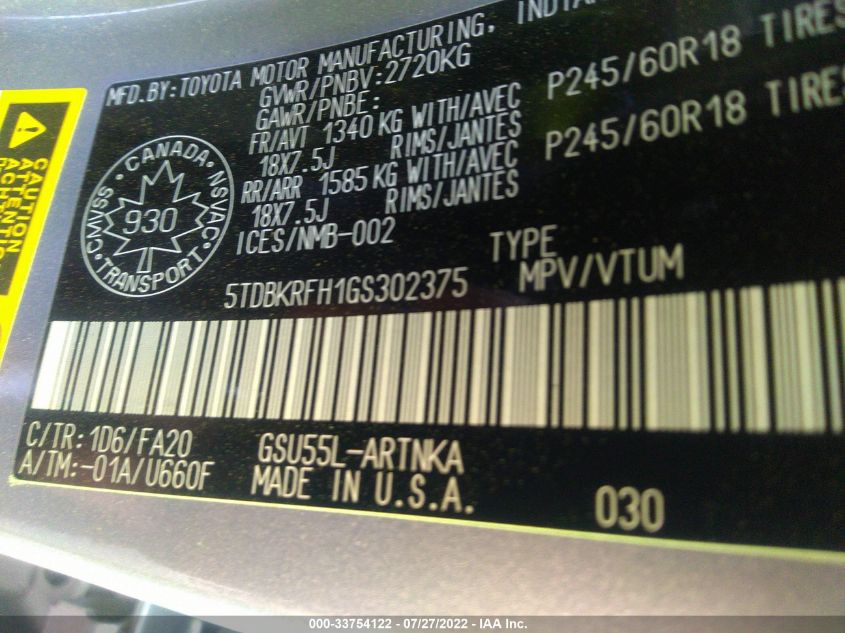 MFD.BY:TOYOTA MOTOR MANUFACTURING,
GVWR/PNBV:2720KG
GAWR/PNBE:
FR/AVT 1340 KG WITH/AVEC P245/60R18 TIRES
18X7.5J RIMS/JANTES
RR/ARR 1585 KG WITH/AVEC P245/60R18 TIRES
18X7.5J RIMS/JANTES
ICES/NMB-002
CANADA
CMVSS 930 NSVAC
TRANSPORT
TYPE
5TDBKRFH1GS302375 MPV/VTUM
C/TR: 1D6/FA20 GSU55L-ARTNKA
A/TM:-01A/U660F MADE IN U.S.A.
030
CAUTION
ATTENTION
000-33754122 - 07/27/2022 - IAA Inc.